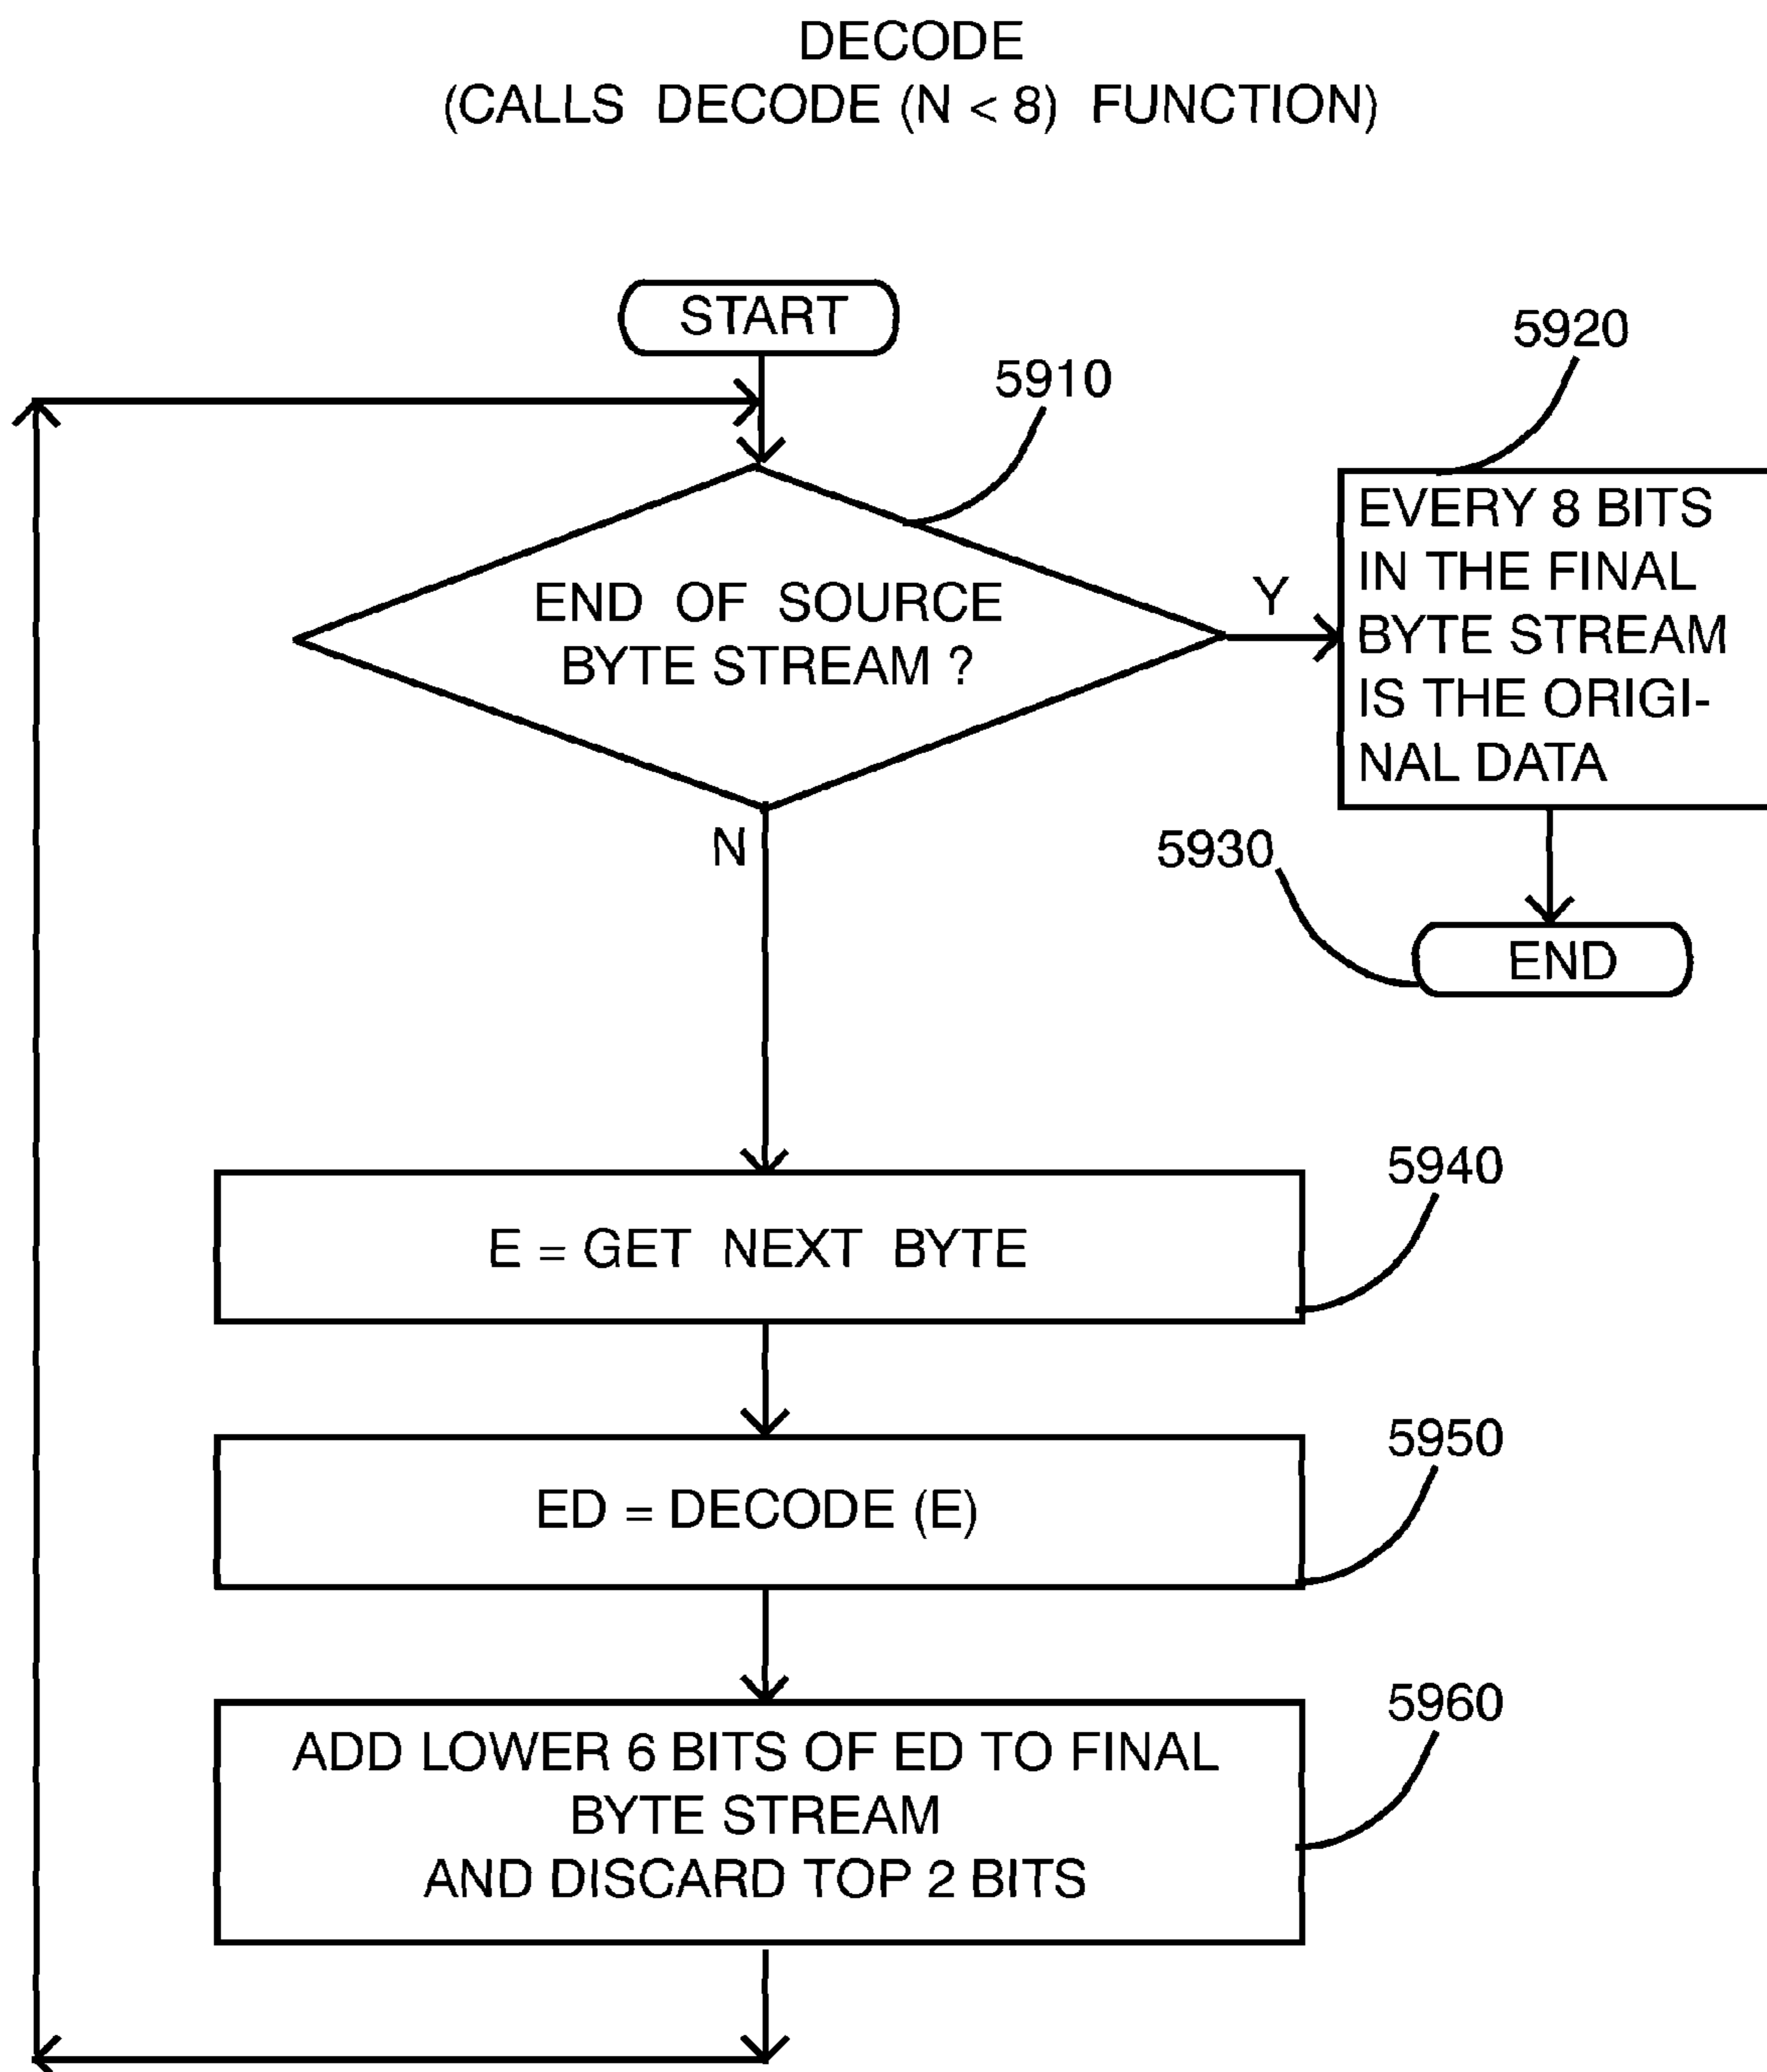 DECODE
(CALLS DECODE (N < 8) FUNCTION)
START
5910
5920
END OF SOURCE
BYTE STREAM ?
Y
EVERY 8 BITS
IN THE FINAL
BYTE STREAM
IS THE ORIGI-
NAL DATA
N
5930
END
5940
E = GET NEXT BYTE
5950
ED = DECODE (E)
5960
ADD LOWER 6 BITS OF ED TO FINAL
BYTE STREAM
AND DISCARD TOP 2 BITS